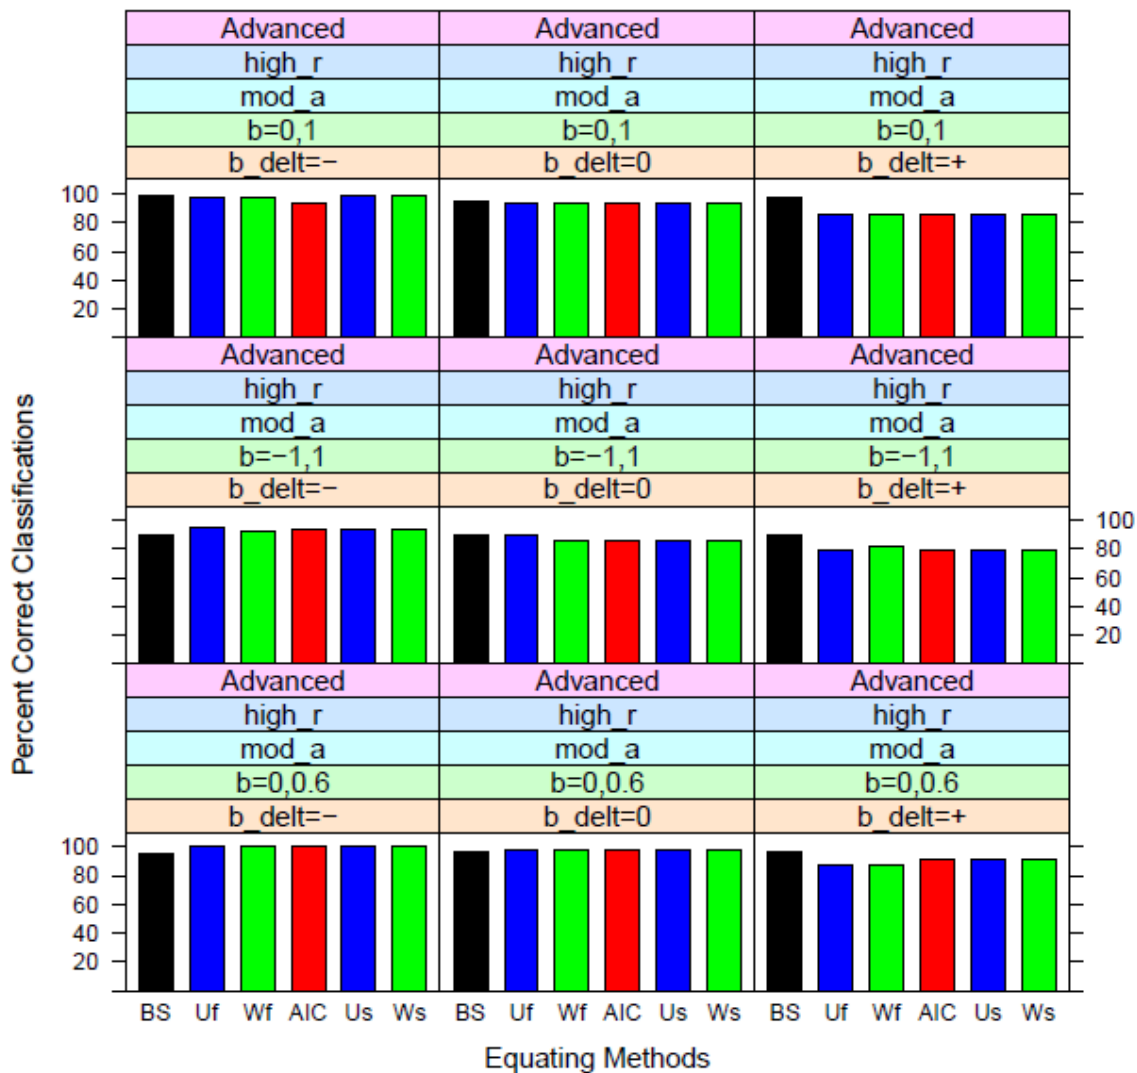 Advanced Advanced Advanced
high_r high_r high_r
mod_a mod_a mod_a
b=0,1 b=0,1 b=0,1
b_delt=− b_delt=0 b_delt=+
100
80
60
40
20
Advanced Advanced Advanced
high_r high_r high_r
mod_a mod_a mod_a
b=−1,1 b=−1,1 b=−1,1
b_delt=− b_delt=0 b_delt=+
100
80
60
40
20
Percent Correct Classifications
Advanced Advanced Advanced
high_r high_r high_r
mod_a mod_a mod_a
b=0,0.6 b=0,0.6 b=0,0.6
b_delt=− b_delt=0 b_delt=+
100
80
60
40
20
BS Uf Wf AIC Us Ws BS Uf Wf AIC Us Ws BS Uf Wf AIC Us Ws
Equating Methods